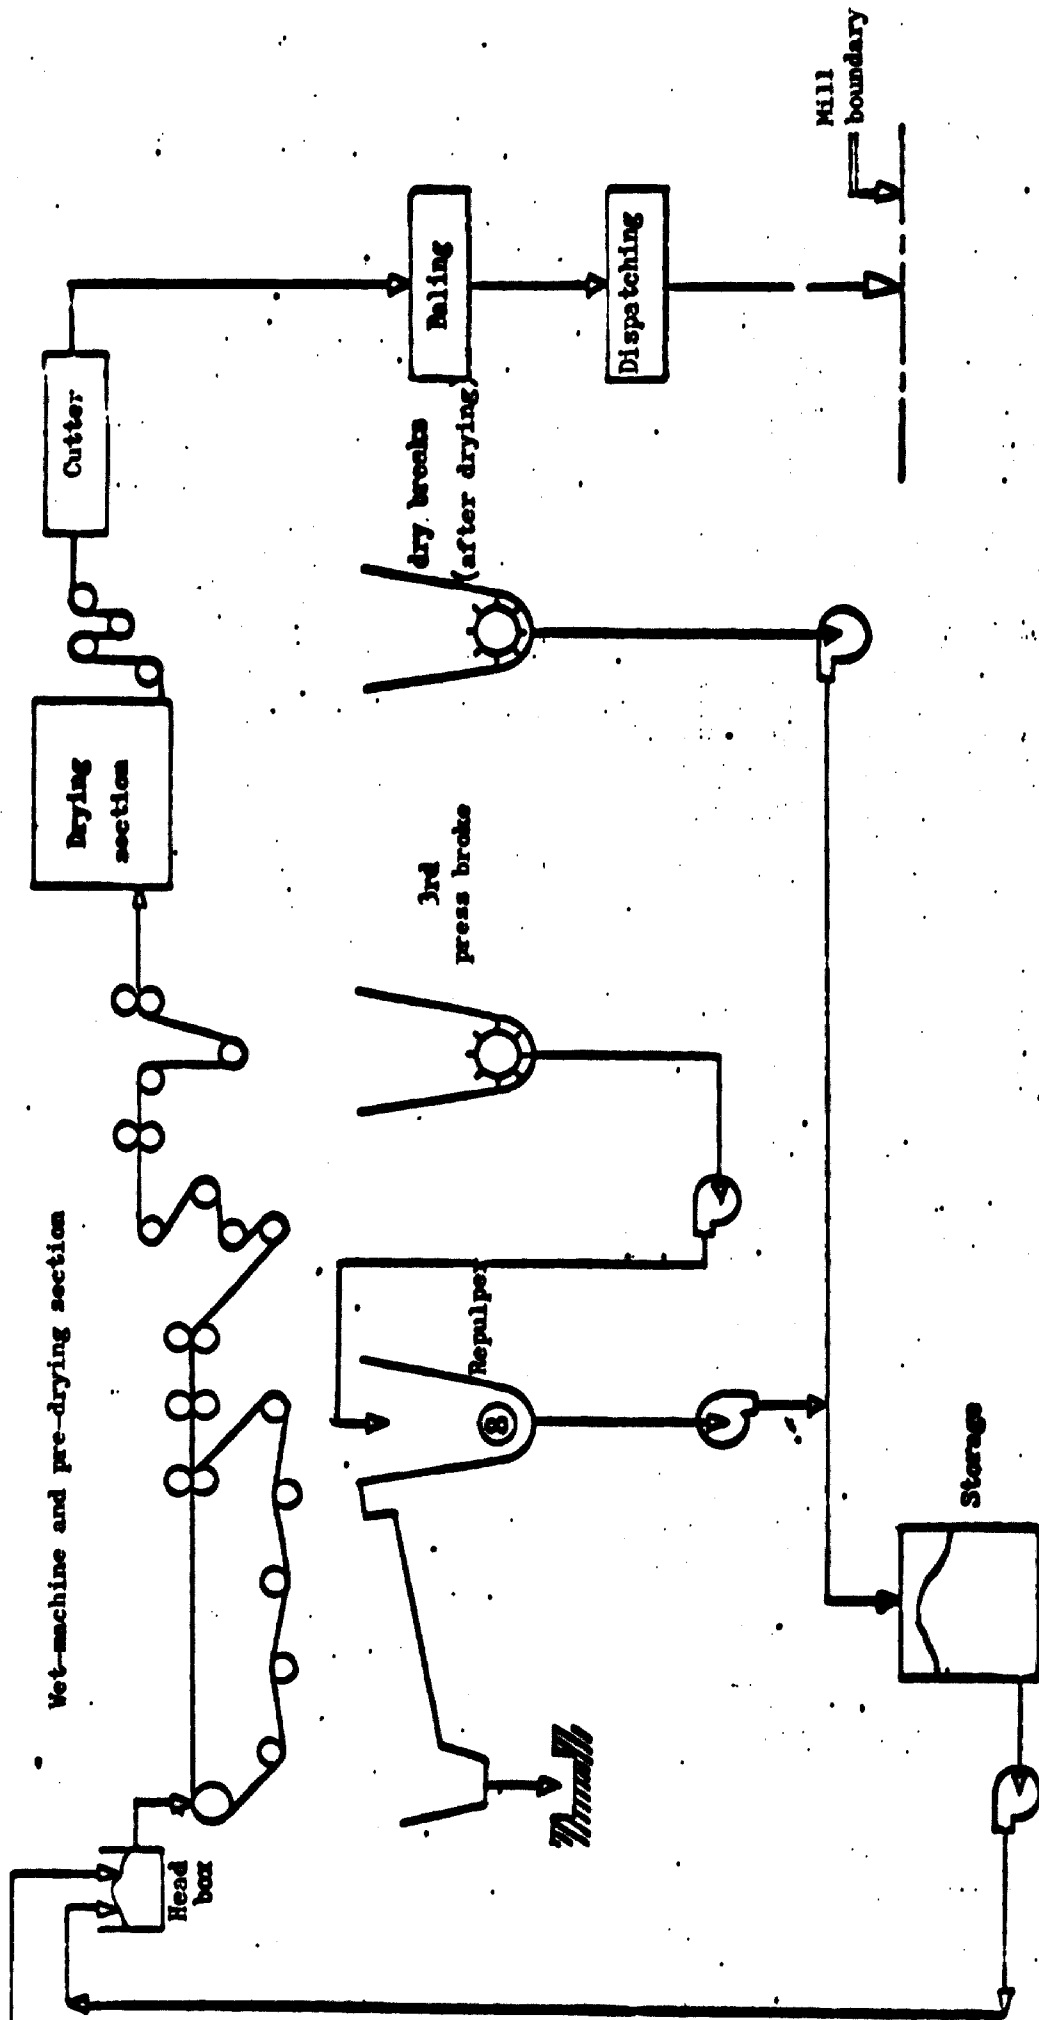 Wet-machine and pre-drying section
Head
box
Drying
section
Cutter
Repulper
3rd
press broke
dry broeks
(after drying)
Baling
Dispatching
Storage
Mill
boundary